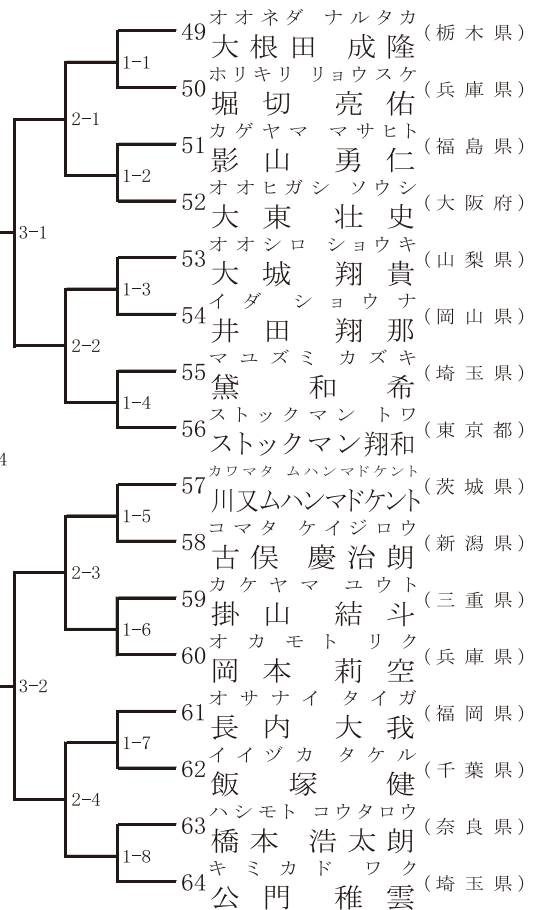 オオネダ ナルタカ
49 大根田 成隆 (栃木県)
1-1
ホリキリ リョウスケ
50 堀切 亮佑 (兵庫県)
2-1
カゲヤマ マサヒト
51 影山 勇仁 (福島県)
1-2
オオヒガシ ソウシ
52 大東 壮史 (大阪府)
3-1
オオシロ ショウキ
53 大城 翔貴 (山梨県)
1-3
イダ ショウナ
54 井田 翔那 (岡山県)
2-2
マユズミ カズキ
55 黛 和希 (埼玉県)
1-4
ストックマン トワ
56 ストックマン翔和 (東京都)
4
カワマタ ムハンマドケント
57 川又ムハンマドケント (茨城県)
1-5
コマタ ケイジロウ
58 古俣 慶治朗 (新潟県)
2-3
カケヤマ ユウト
59 掛山 結斗 (三重県)
1-6
オカモト リク
60 岡本 莉空 (兵庫県)
3-2
オサナイ タイガ
61 長内 大我 (福岡県)
1-7
イイヅカ タケル
62 飯塚 健 (千葉県)
2-4
ハシモト コウタロウ
63 橋本 浩太朗 (奈良県)
1-8
キミカド ワク
64 公門 稚雲 (埼玉県)